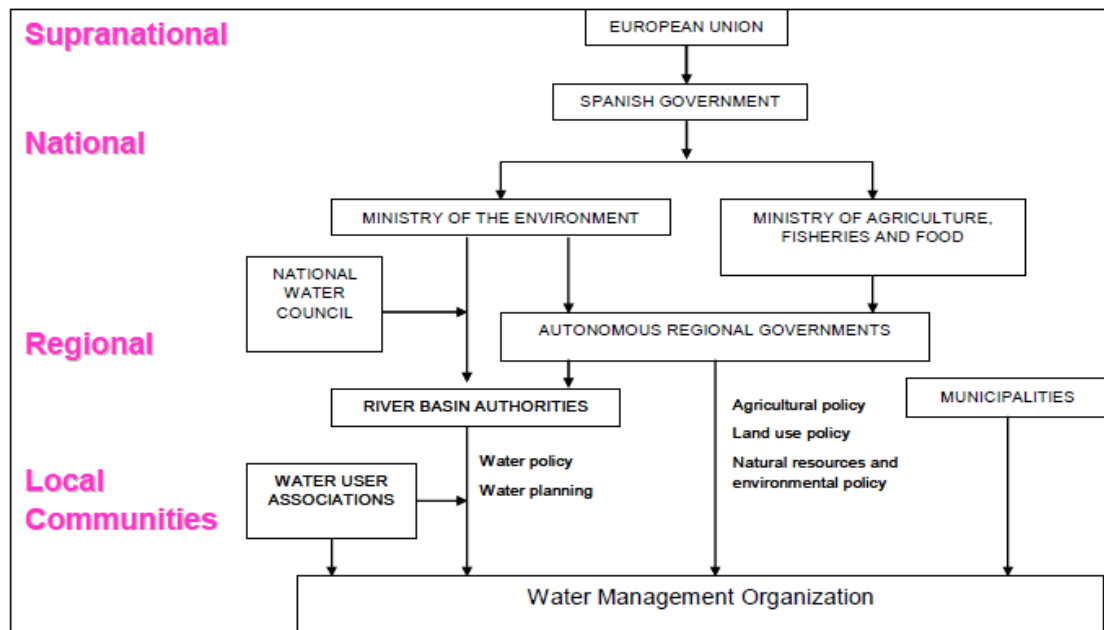 Supranational
EUROPEAN UNION
SPANISH GOVERNMENT
National
MINISTRY OF THE ENVIRONMENT
MINISTRY OF AGRICULTURE,
FISHERIES AND FOOD
NATIONAL
WATER
COUNCIL
Regional
AUTONOMOUS REGIONAL GOVERNMENTS
RIVER BASIN AUTHORITIES
MUNICIPALITIES
Agricultural policy
Land use policy
Natural resources and
environmental policy
Local
Communities
WATER USER
ASSOCIATIONS
Water policy
Water planning
Water Management Organization